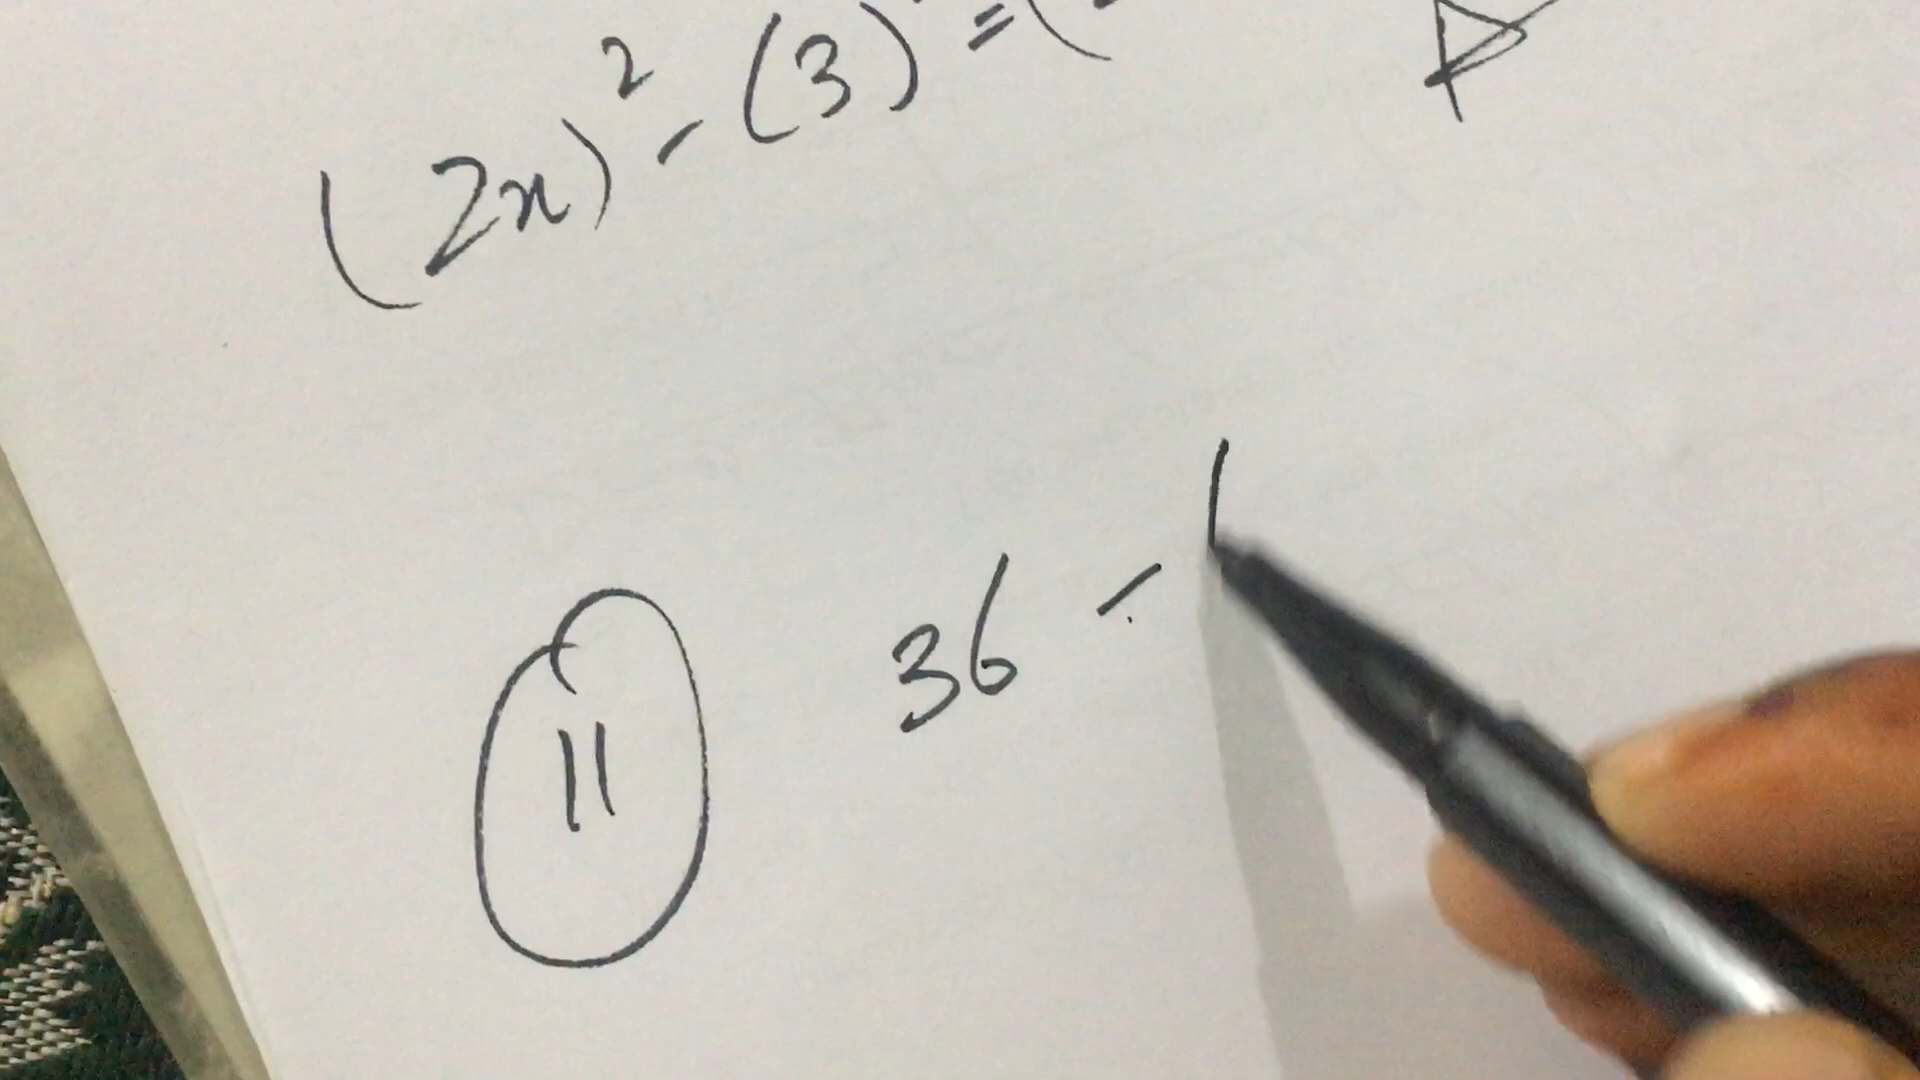 (2x)² - (3)² = (
11 36 -